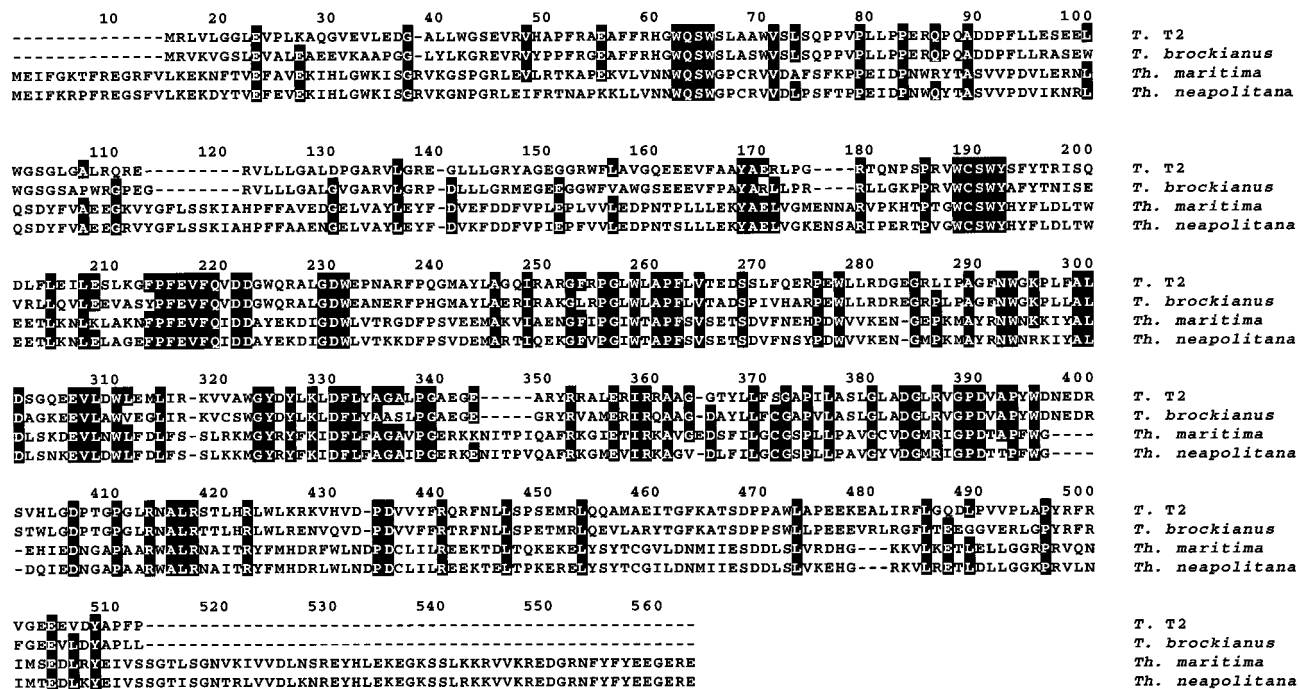 10 20 30 40 50 60 70 80 90 100
--------------MRLVLGGLEVPLKAQGVEVLEDG-ALLWGSEVRVHAPFRAEAFFRHGWQSWSLAAWVSLSQPPVPLLPPERQPQADDPFLLESEEL T. T2
--------------MRVKVGSLEVALEAEEVKAAPGG-LYLKGREVRYPPFRGEAFFRHGWQSWSLASWVSLSQPPVPLLPPERQPQADDPFLLRASEW T. brockianus
MEIFGKTFREGRFVLKEKNFTVEFAVEKIHLGWKISGRVKGSPGRLEVLRTKAPEKVLVNNWQSWGPCRVVDAFSFKPPEIDPNWRYTASVVPDVLERNL Th. maritima
MEIFKRPFREGSFVLKEKDYTVEFEVEKIHLGWKISGRVKGNPGRLEIFRTNAPKKLLVNNWQSWGPCRVVDLPSFTPPEIDPNWQYTASVVPDVIKNRL Th. neapolitana
110 120 130 140 150 160 170 180 190 200
WGSGLGALRQRE---------RVLLLGALDPGARVLGRE-GLLLGRYAGEGGRWFLAVGQEEEVFAAYAERLPG---RTQNPSPRVWCSWYSFYTRISQ T. T2
WGSGSAPWRGPEG--------RVLLLGALGVGARVLGRP-DLLLGRMEGEEGGWFVAWGSEEEVFPAYARLLPR---RLLGKPPRVWCSWYAFYTNISE T. brockianus
QSDYFVAEEGKVYGFLSSKIAHPFFAVEDGELVAYLEYF-DVEFDDFVPLEPLVVLEDPNTPLLLEKYAELVGMENNARVPKHTPTGWCSWYHYFLDLTW Th. maritima
QSDYFVAEEGRVYGFLSSKIAHPFFAAENGELVAYLEYF-DVKFDDFVPIEPFVVLEDPNTSLLLEKYAELVGKENSARIPERTPVGWCSWYHYFLDLTW Th. neapolitana
210 220 230 240 250 260 270 280 290 300
DLFLEILESLKGFPFEVFQVDDGWQRALGDWEPNARFPQGMAYLAGQIRARGFRPGLWLAPFLVTEDSSLFQERPEWLLRDGEGRLIPAGFNWGKPLFAL T. T2
VRLLQVLEEVASYPFEVFQVDDGWQRALGDWEANERFPHGMAYLAERIRAKGLRPGLWLAPFLVTADSPIVHARPEWLLRDREGRPLPAGFNWGKPLFAL T. brockianus
EETLKNLKLAKNFPFEVFQIDDAYEKDIGDWLVTRGDFPSVEEMAKVIAENGFIPGIWTAPFSVSETSDVFNEHPDWVVKEN-GEPKMAYRNWNKKIYAL Th. maritima
EETLKNLELAGEFPFEVFQIDDAYEKDIGDWLVTKKDFPSVDEMARTIQEKGFVPGIWTAPFSVSETSDVFNSYPDWVVKEN-GMPKMAYRNWNRKIYAL Th. neapolitana
310 320 330 340 350 360 370 380 390 400
DSGQEEVLDWLEMLIR-KVVAWGYDYLKLDFLYAGALPGAEGE-----ARYRRALERIRRAAG-GTYLLFSGAPILASLGLADGLRVGPDVAPYWDNEDR T. T2
DAGKEEVLAWVEGLIR-KVCSWGYDYLKLDFLYAASLPGAEGE-----GRYRVAMERIRQAAG-DAYILFCGAPVLASLGLADGLRVGPDVAPYWDNEDR T. brockianus
DLSKDEVLNWLFDLFS-SLRKMGYRYFKIDFLFAGAVPGERKKNITPIQAFRKGIETIRKAVGEDSFILGCGSPLLPAVGCVDGMRIGPDTAPFWG---- Th. maritima
DLSNKEVLDWLFDLFS-SLKKMGYRYFKIDFLFAGAIPGERKENITPVQAFRKGMEVIRKAGV-DLFILGCGSPLLPAVGYVDGMRIGPDTTPFWG---- Th. neapolitana
410 420 430 440 450 460 470 480 490 500
SVHLGDPTGPGLRNALRSTLHRLWLKRKVHVD-PDVVYFRQRFNLLSPSEMRLQQAMAEITGFKATSDPPAWLAPEEKEALIRFLGQDLPVVPLAPYRFR T. T2
STWLGDPTGPGLRNALRTTLHRLWLRENVQVD-PDVVFFRTRFNLLSPETMRLQEVLARYTGFKATSDPPSWLLPEEEVRLRGFLTEEGGVERLGPYRFR T. brockianus
-EHIEDNGAPAARWALRNAITRYFMHDRFWLNDPDCLILREEKTDLTQKEKELYSYTCGVLDNMIIESDDLSLVRDHG---KKVLKETLELLGGRPRVQN Th. maritima
-DQIEDNGAPAARWALRNAITRYFMHDRLWLNDPDCLILREEKTELTPKERELYSYTCGILDNMIIESDDLSLVKEHG---RKVLRETLDLLGGKPRVLN Th. neapolitana
510 520 530 540 550 560
VGEEEVDYAPFP--------------------------------------------------- T. T2
FGEEVLDYAPLL--------------------------------------------------- T. brockianus
IMSEDLRYEIVSSGTLSGNVKIVVDLNSREYHLEKEGKSSLKKRVVKREDGRNFYFYEEGERE Th. maritima
IMTEDLKYEIVSSGTISGNTRLVVDLKNREYHLEKEGKSSLRKKVVKREDGRNFYFYEEGERE Th. neapolitana